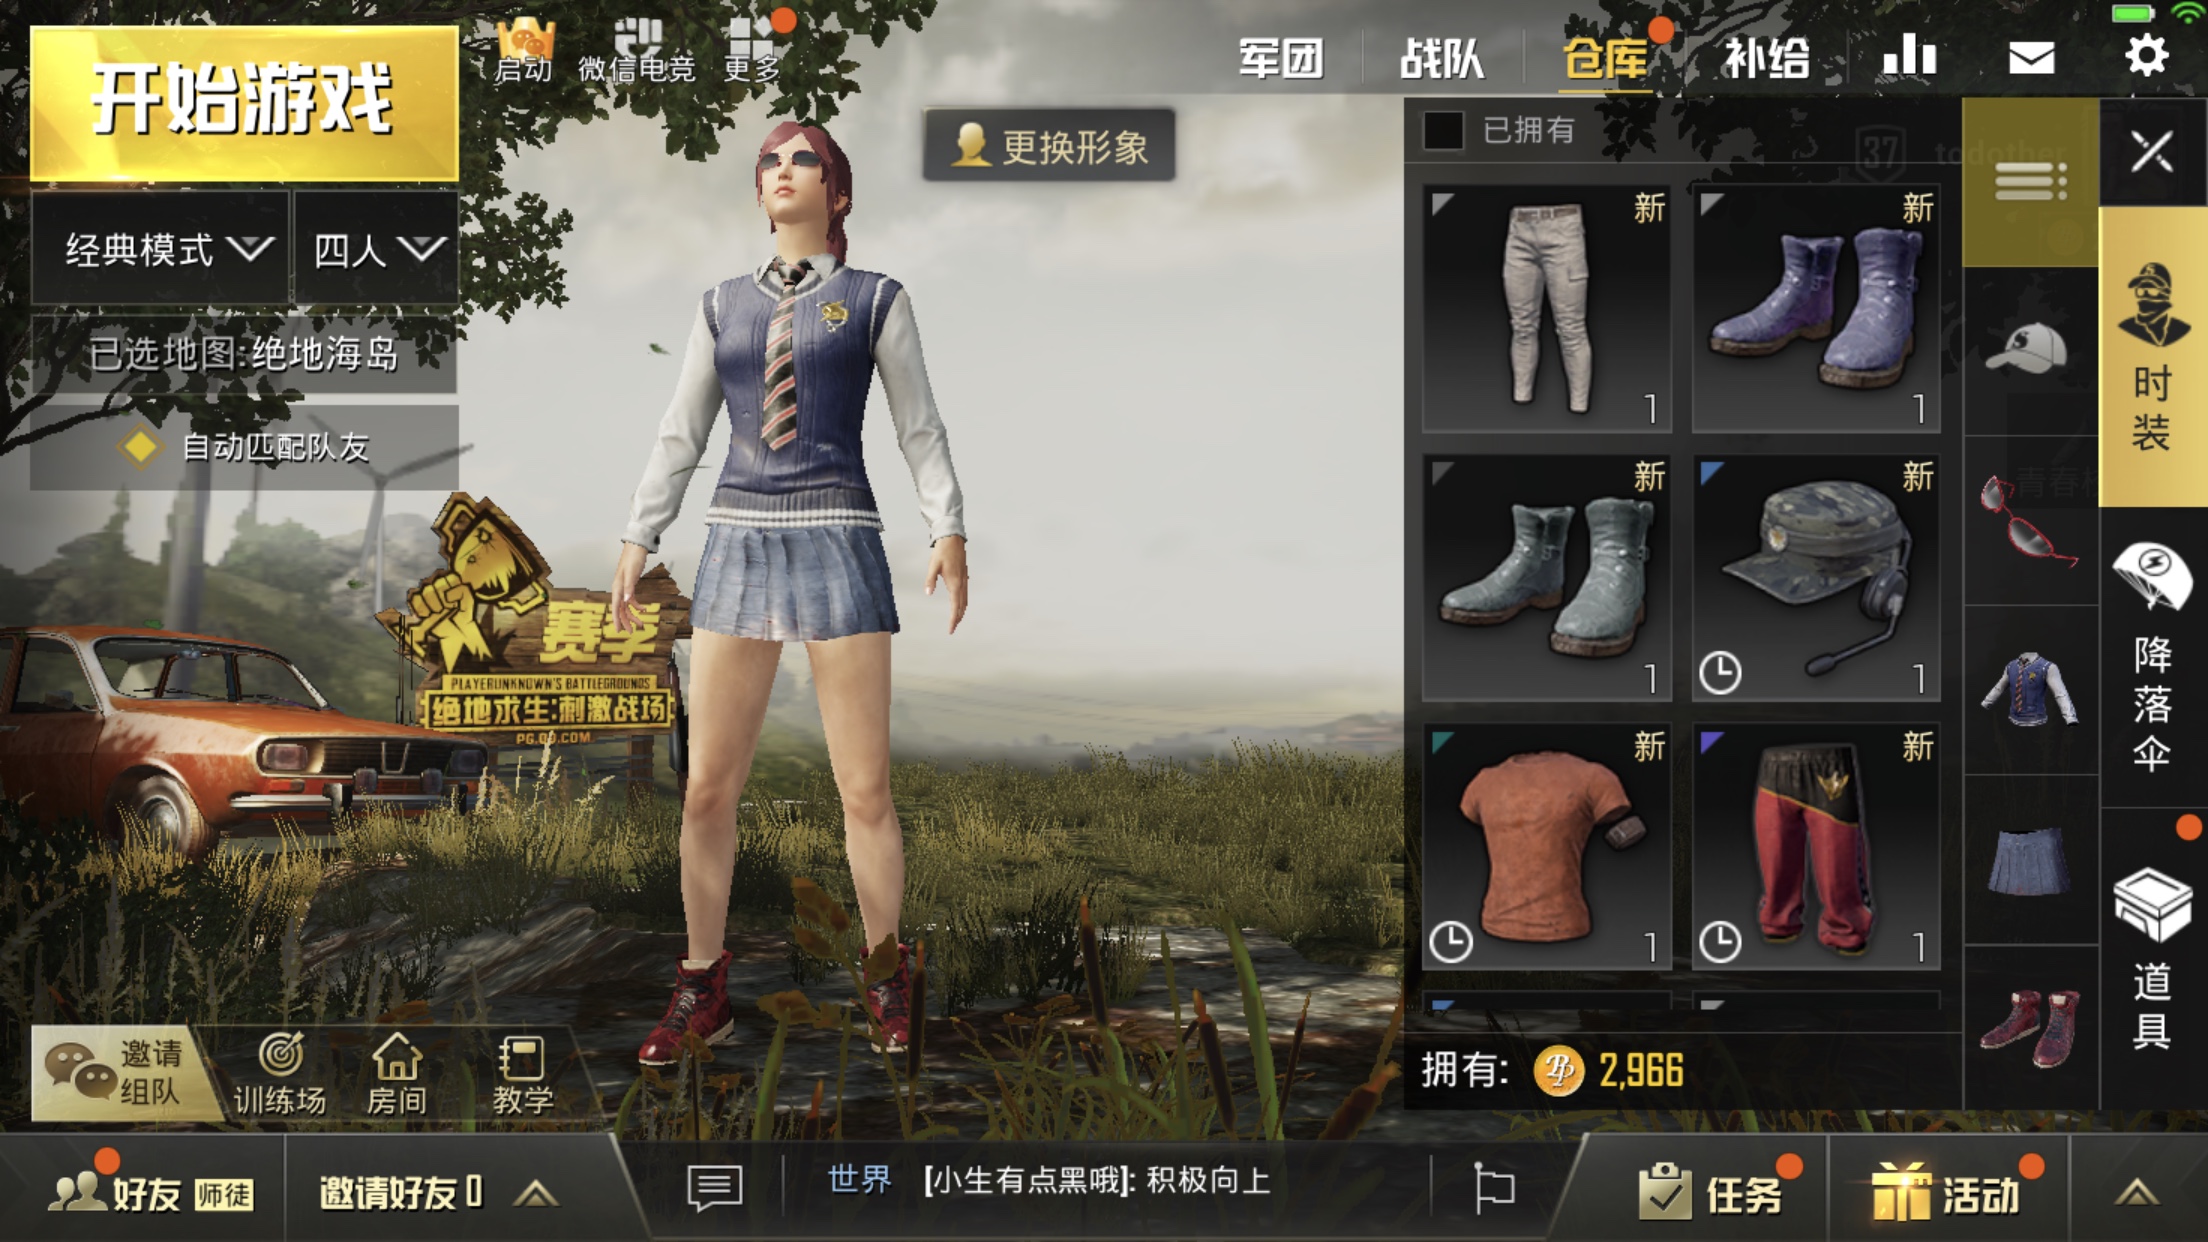 开始游戏
启动
微信电竞
更多
军团
战队
仓库
补给
经典模式
四人
已选地图:绝地海岛
自动匹配队友
更换形象
已拥有
37
新
1
新
1
新
1
新
1
新
1
新
1
时装
降落伞
道具
赛季
PLAYERUNKNOWN'S BATTLEGROUNDS
绝地求生:刺激战场
PG.QQ.COM
拥有:
2,966
邀请
组队
训练场
房间
教学
好友
师徒
邀请好友0
世界
[小生有点黑哦]: 积极向上
任务
活动